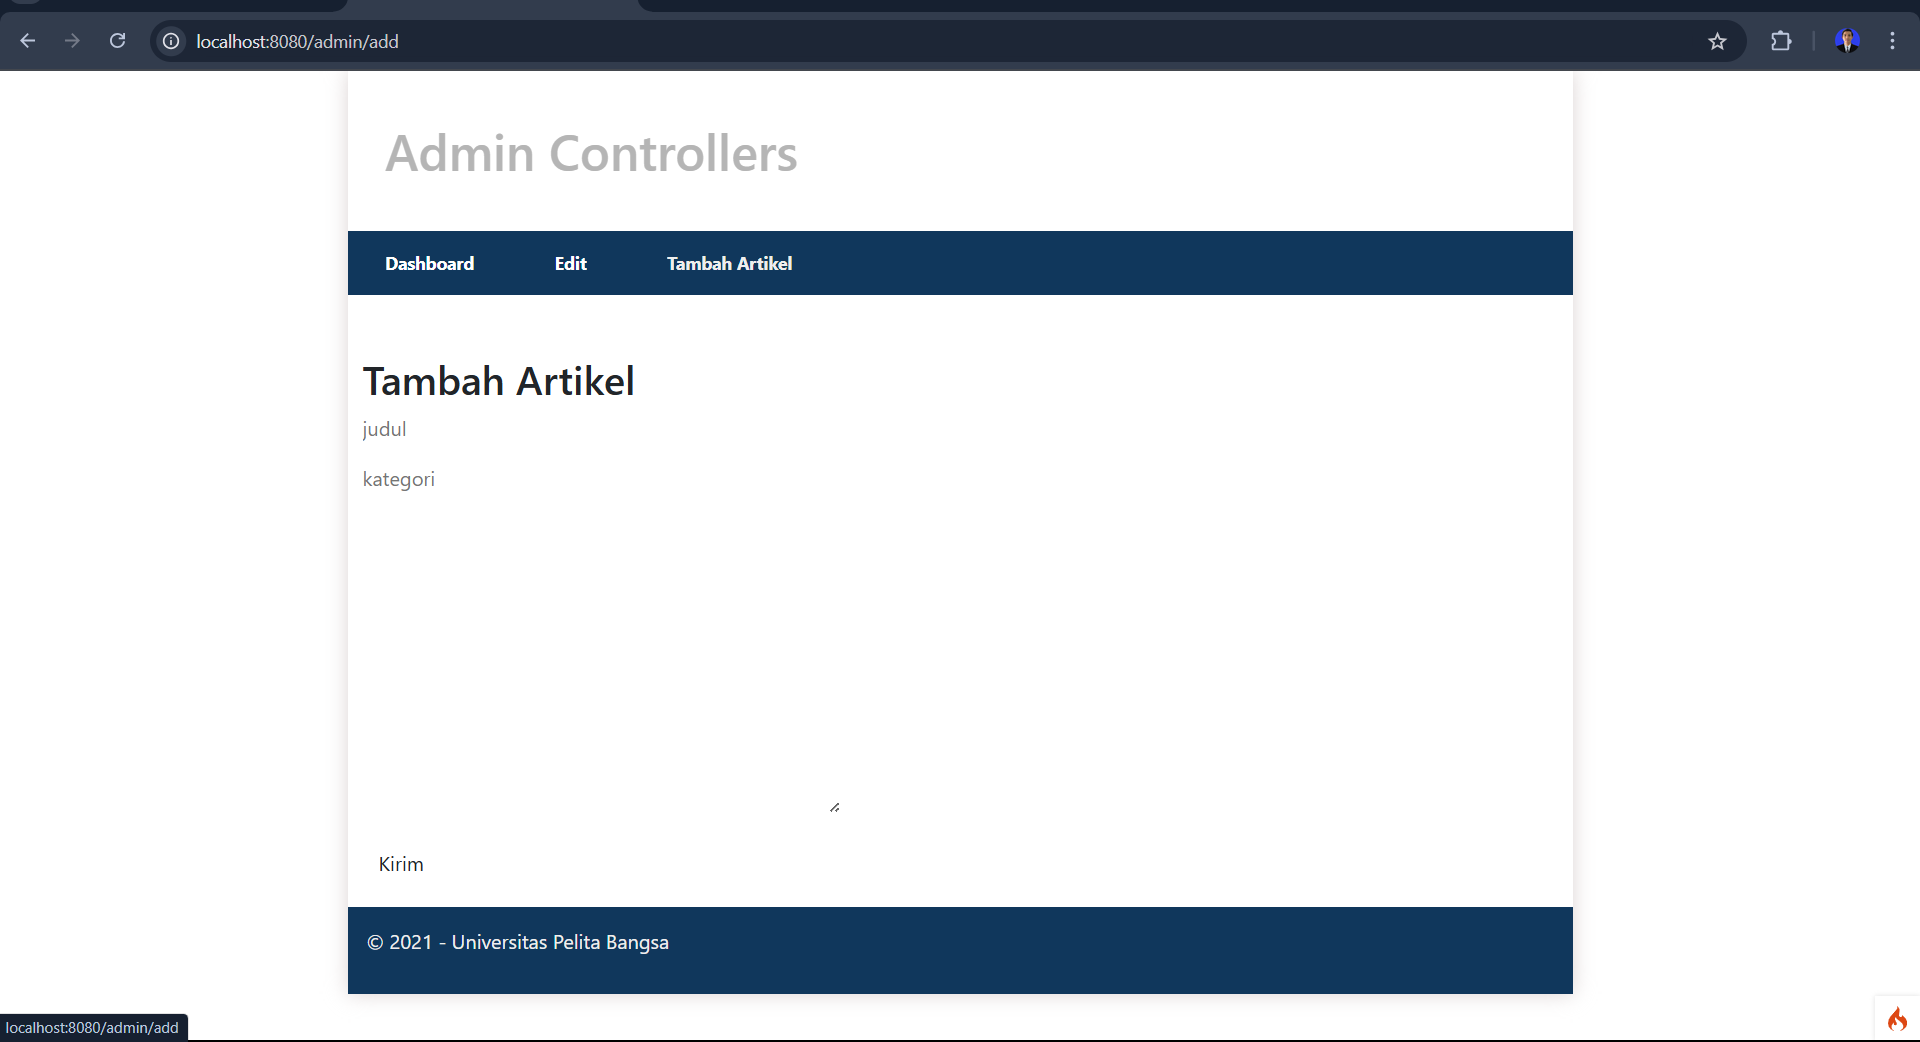 localhost:8080/admin/add
Admin Controllers
Dashboard Edit Tambah Artikel
Tambah Artikel
judul
kategori
Kirim
© 2021 - Universitas Pelita Bangsa
localhost:8080/admin/add